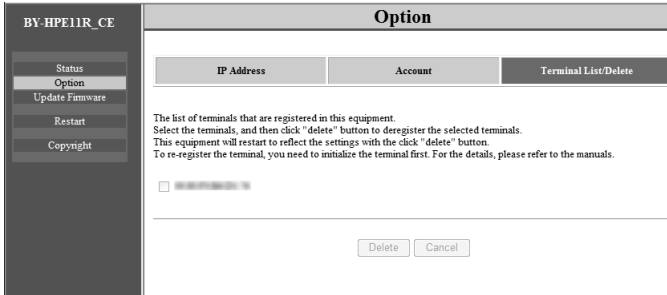 BY-HPE11R_CE
Option
Status
Option
Update Firmware
Restart
Copyright
IP Address
Account
Terminal List/Delete
The list of terminals that are registered in this equipment.
Select the terminals, and then click "delete" button to deregister the selected terminals.
This equipment will restart to reflect the settings with the click "delete" button.
To re-register the terminal, you need to initialize the terminal first. For the details, please refer to the manuals.
Delete
Cancel